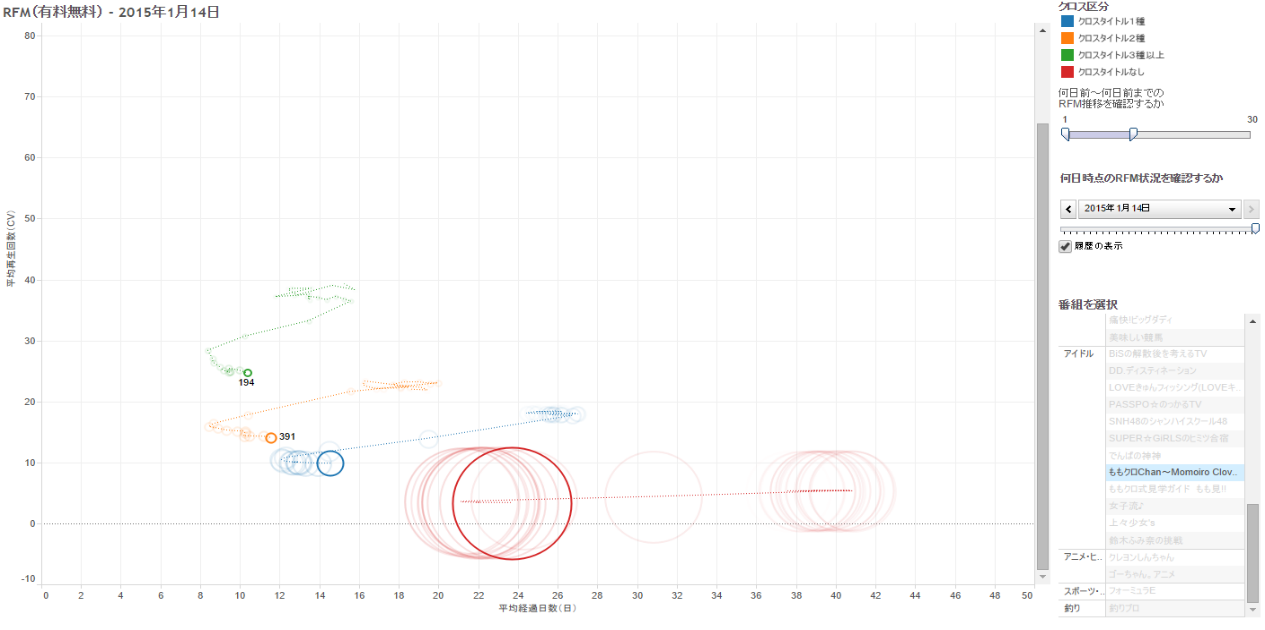 RFM(有料無料) - 2015年1月14日
80
70
60
50
40
30
20
10
0
-10
平均再生回数(CV)
194
391
0 2 4 6 8 10 12 14 16 18 20 22 24 26 28 30 32 34 36 38 40 42 44 46 48 50
平均経過日数(日)
クロス区分
クロスタイトル1種
クロスタイトル2種
クロスタイトル3種以上
クロスタイトルなし
何日前～何日前までの
RFM推移を確認するか
1 30
何日時点のRFM状況を確認するか
2015年1月14日
履歴の表示
番組を選択
痛快!ビッグダディ
美味しい競馬
アイドル BiSの解散後を考えるTV
DD.ディスティネーション
LOVEきゅんフィッシング(LOVEキ..
PASSPO☆のっかるTV
SNH48のシャンハイスクール48
SUPER☆GiRLSのヒミツ合宿
でんぱの神神
ももクロChan～Momoiro Clov..
ももクロ式見学ガイド もも見!!
女子流♪
上々少女's
鈴木ふみ奈の接戦
アニメ・ヒ.. クレヨンしんちゃん
ゴーちゃん。アニメ
スポーツ・.. フォーミュラE
釣り 釣りプロ